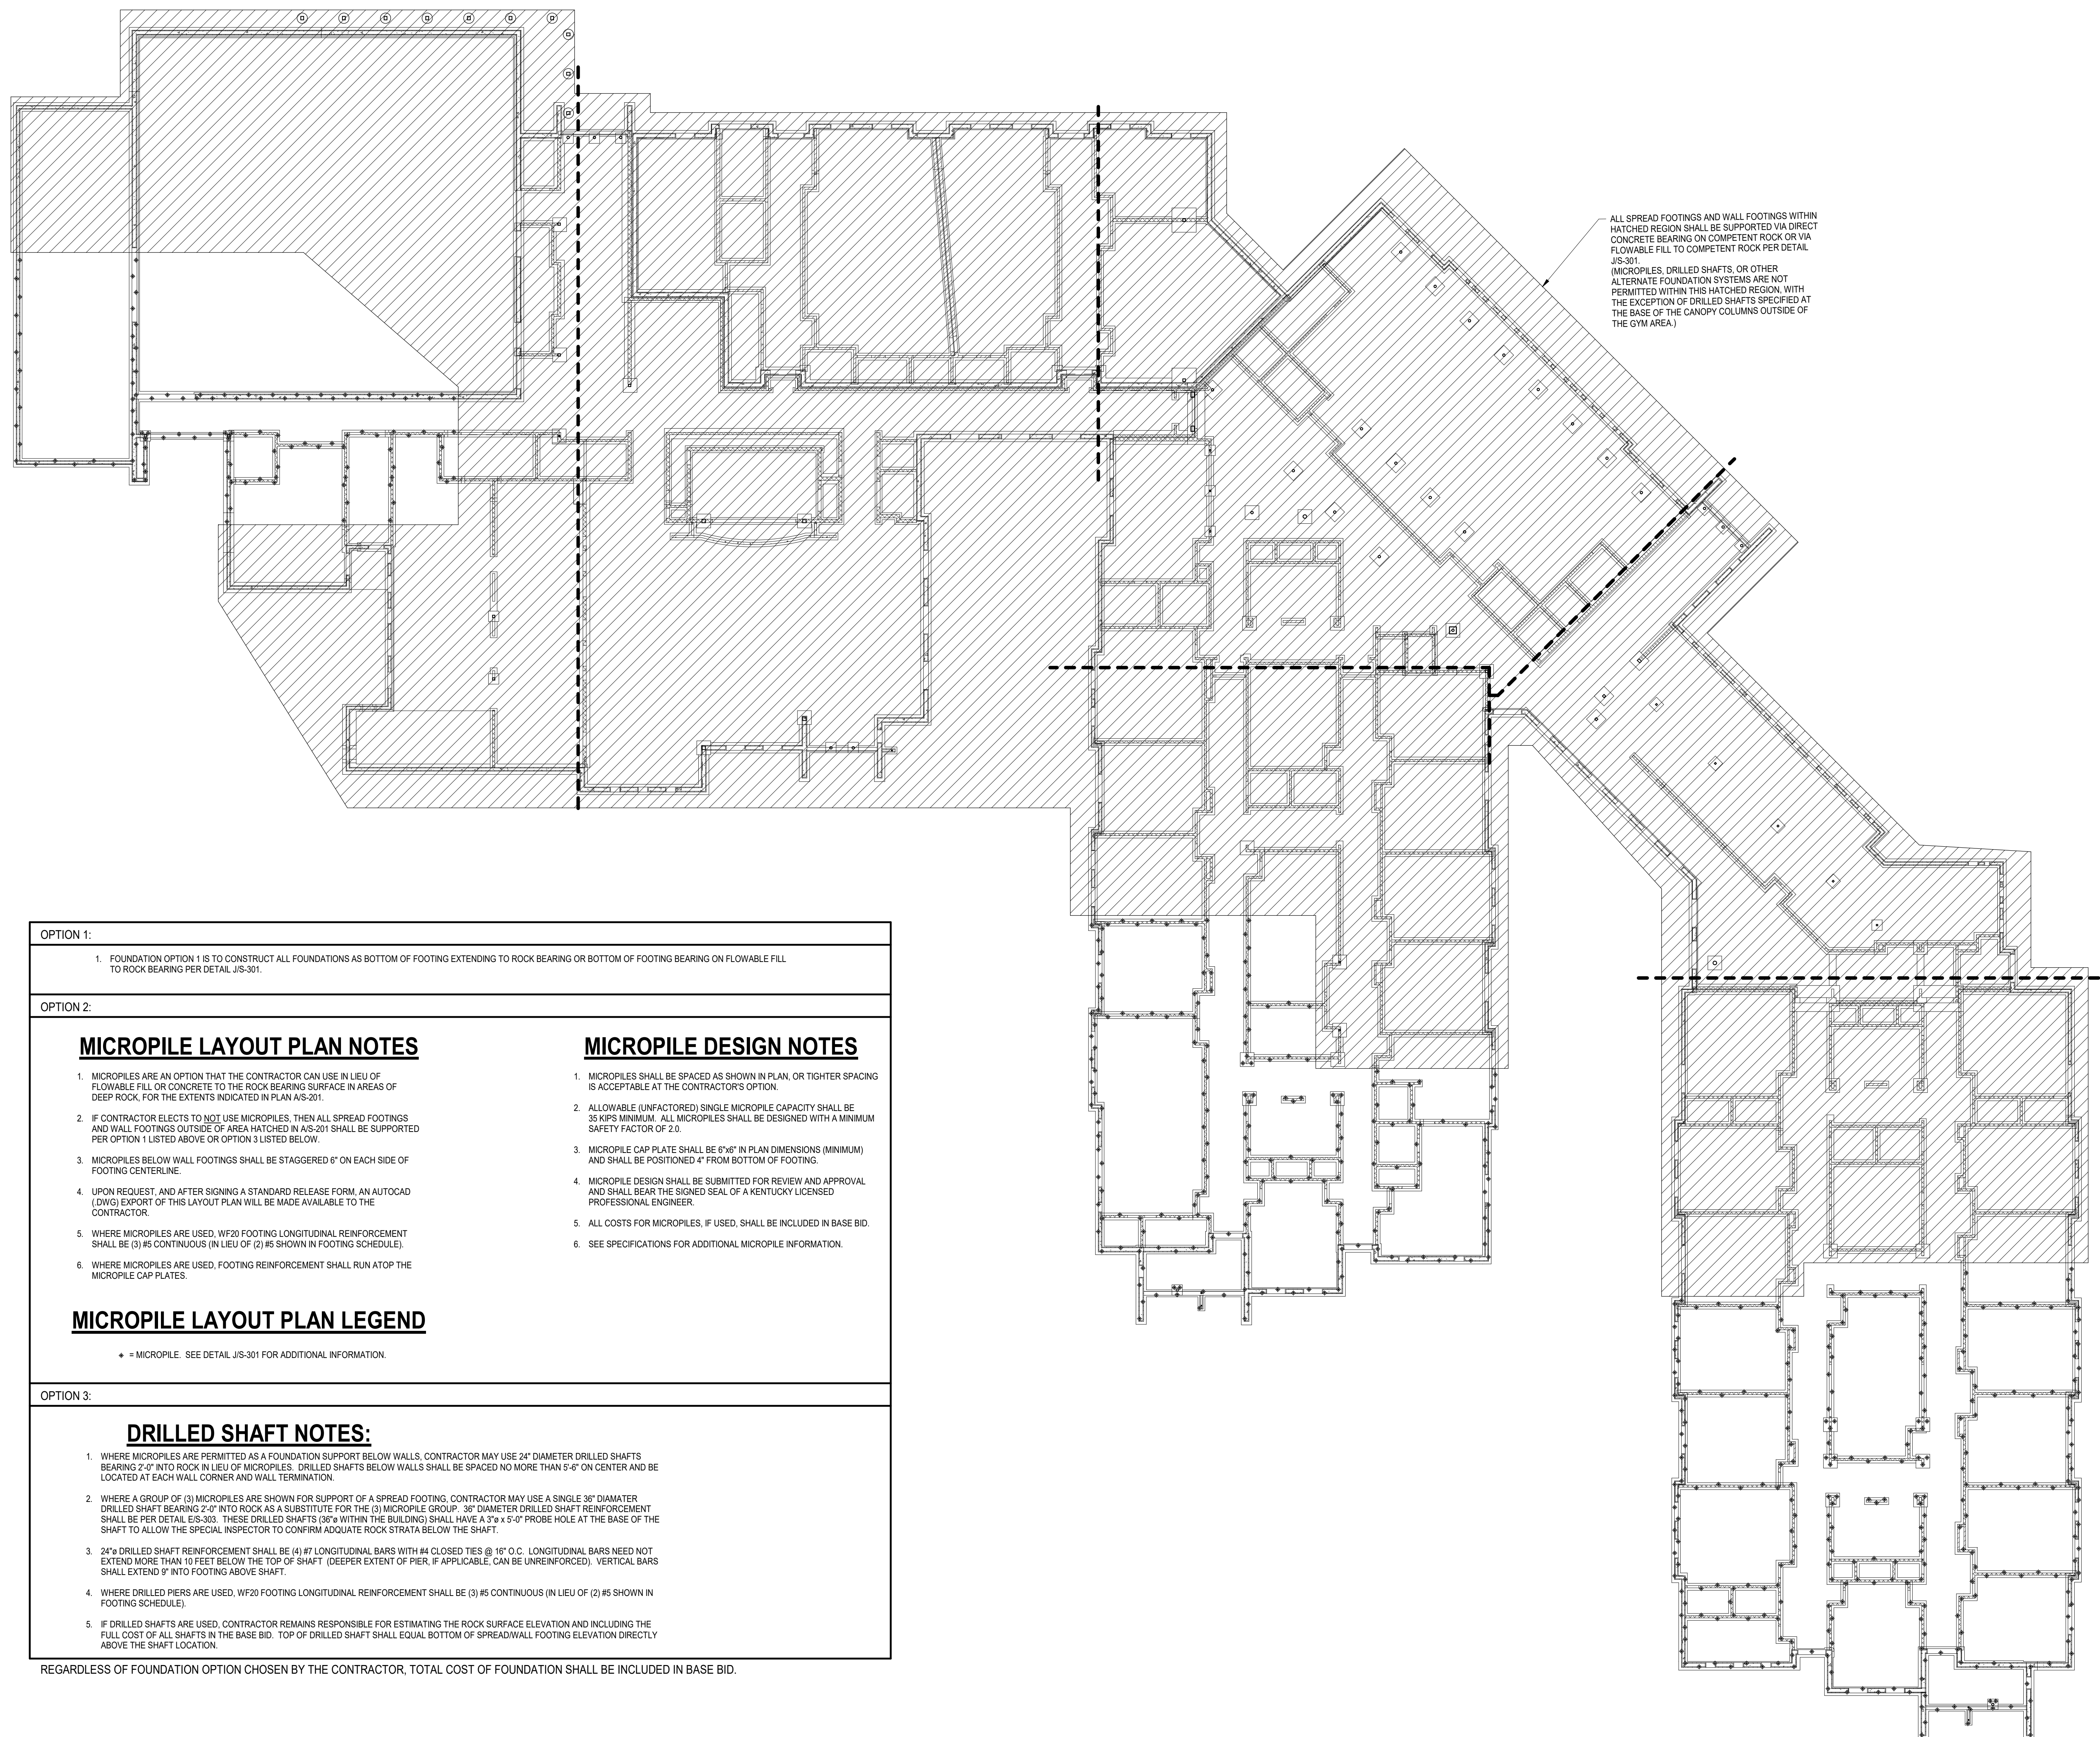 ALL SPREAD FOOTINGS AND WALL FOOTINGS WITHIN
HATCHED REGION SHALL BE SUPPORTED VIA DIRECT
CONCRETE BEARING ON COMPETENT ROCK OR VIA
FLOWABLE FILL TO COMPETENT ROCK PER DETAIL
J/S-301.
(MICROPILES, DRILLED SHAFTS, OR OTHER
ALTERNATE FOUNDATION SYSTEMS ARE NOT
PERMITTED WITHIN THIS HATCHED REGION, WITH
THE EXCEPTION OF DRILLED SHAFTS SPECIFIED AT
THE BASE OF THE CANOPY COLUMNS OUTSIDE OF
THE GYM AREA.)
OPTION 1:
1. FOUNDATION OPTION 1 IS TO CONSTRUCT ALL FOUNDATIONS AS BOTTOM OF FOOTING EXTENDING TO ROCK BEARING OR BOTTOM OF FOOTING BEARING ON FLOWABLE FILL
TO ROCK BEARING PER DETAIL J/S-301.
OPTION 2:
MICROPILE LAYOUT PLAN NOTES
1. MICROPILES ARE AN OPTION THAT THE CONTRACTOR CAN USE IN LIEU OF
FLOWABLE FILL OR CONCRETE TO THE ROCK BEARING SURFACE IN AREAS OF
DEEP ROCK, FOR THE EXTENTS INDICATED IN PLAN A/S-201.
2. IF CONTRACTOR ELECTS TO NOT USE MICROPILES, THEN ALL SPREAD FOOTINGS
AND WALL FOOTINGS OUTSIDE OF AREA HATCHED IN A/S-201 SHALL BE SUPPORTED
PER OPTION 1 LISTED ABOVE OR OPTION 3 LISTED BELOW.
3. MICROPILES BELOW WALL FOOTINGS SHALL BE STAGGERED 6" ON EACH SIDE OF
FOOTING CENTERLINE.
4. UPON REQUEST, AND AFTER SIGNING A STANDARD RELEASE FORM, AN AUTOCAD
(.DWG) EXPORT OF THIS LAYOUT PLAN WILL BE MADE AVAILABLE TO THE
CONTRACTOR.
5. WHERE MICROPILES ARE USED, WF20 FOOTING LONGITUDINAL REINFORCEMENT
SHALL BE (3) #5 CONTINUOUS (IN LIEU OF (2) #5 SHOWN IN FOOTING SCHEDULE).
6. WHERE MICROPILES ARE USED, FOOTING REINFORCEMENT SHALL RUN ATOP THE
MICROPILE CAP PLATES.
MICROPILE DESIGN NOTES
1. MICROPILES SHALL BE SPACED AS SHOWN IN PLAN, OR TIGHTER SPACING
IS ACCEPTABLE AT THE CONTRACTOR'S OPTION.
2. ALLOWABLE (UNFACTORED) SINGLE MICROPILE CAPACITY SHALL BE
35 KIPS MINIMUM. ALL MICROPILES SHALL BE DESIGNED WITH A MINIMUM
SAFETY FACTOR OF 2.0.
3. MICROPILE CAP PLATE SHALL BE 6"x6" IN PLAN DIMENSIONS (MINIMUM)
AND SHALL BE POSITIONED 4" FROM BOTTOM OF FOOTING.
4. MICROPILE DESIGN SHALL BE SUBMITTED FOR REVIEW AND APPROVAL
AND SHALL BEAR THE SIGNED SEAL OF A KENTUCKY LICENSED
PROFESSIONAL ENGINEER.
5. ALL COSTS FOR MICROPILES, IF USED, SHALL BE INCLUDED IN BASE BID.
6. SEE SPECIFICATIONS FOR ADDITIONAL MICROPILE INFORMATION.
MICROPILE LAYOUT PLAN LEGEND
= MICROPILE. SEE DETAIL J/S-301 FOR ADDITIONAL INFORMATION.
OPTION 3:
DRILLED SHAFT NOTES:
1. WHERE MICROPILES ARE PERMITTED AS A FOUNDATION SUPPORT BELOW WALLS, CONTRACTOR MAY USE 24" DIAMETER DRILLED SHAFTS
BEARING 2'-0" INTO ROCK IN LIEU OF MICROPILES. DRILLED SHAFTS BELOW WALLS SHALL BE SPACED NO MORE THAN 5'-6" ON CENTER AND BE
LOCATED AT EACH WALL CORNER AND WALL TERMINATION.
2. WHERE A GROUP OF (3) MICROPILES ARE SHOWN FOR SUPPORT OF A SPREAD FOOTING, CONTRACTOR MAY USE A SINGLE 36" DIAMATER
DRILLED SHAFT BEARING 2'-0" INTO ROCK AS A SUBSTITUTE FOR THE (3) MICROPILE GROUP. 36" DIAMETER DRILLED SHAFT REINFORCEMENT
SHALL BE PER DETAIL E/S-303. THESE DRILLED SHAFTS (36"ø WITHIN THE BUILDING) SHALL HAVE A 3"ø x 5'-0" PROBE HOLE AT THE BASE OF THE
SHAFT TO ALLOW THE SPECIAL INSPECTOR TO CONFIRM ADQUATE ROCK STRATA BELOW THE SHAFT.
3. 24"ø DRILLED SHAFT REINFORCEMENT SHALL BE (4) #7 LONGITUDINAL BARS WITH #4 CLOSED TIES @ 16" O.C. LONGITUDINAL BARS NEED NOT
EXTEND MORE THAN 10 FEET BELOW THE TOP OF SHAFT (DEEPER EXTENT OF PIER, IF APPLICABLE, CAN BE UNREINFORCED). VERTICAL BARS
SHALL EXTEND 9" INTO FOOTING ABOVE SHAFT.
4. WHERE DRILLED PIERS ARE USED, WF20 FOOTING LONGITUDINAL REINFORCEMENT SHALL BE (3) #5 CONTINUOUS (IN LIEU OF (2) #5 SHOWN IN
FOOTING SCHEDULE).
5. IF DRILLED SHAFTS ARE USED, CONTRACTOR REMAINS RESPONSIBLE FOR ESTIMATING THE ROCK SURFACE ELEVATION AND INCLUDING THE
FULL COST OF ALL SHAFTS IN THE BASE BID. TOP OF DRILLED SHAFT SHALL EQUAL BOTTOM OF SPREAD/WALL FOOTING ELEVATION DIRECTLY
ABOVE THE SHAFT LOCATION.
REGARDLESS OF FOUNDATION OPTION CHOSEN BY THE CONTRACTOR, TOTAL COST OF FOUNDATION SHALL BE INCLUDED IN BASE BID.